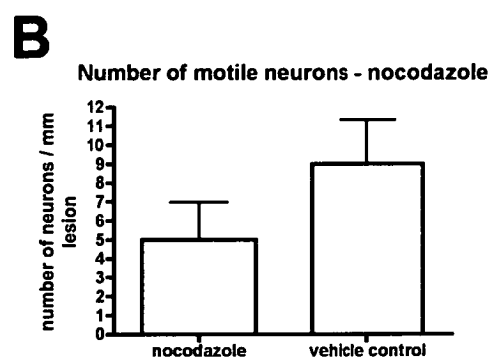 B
Number of motile neurons - nocodazole
number of neurons / mm
lesion
12
11
10
9
8
7
6
5
4
3
2
1
0
nocodazole
vehicle control